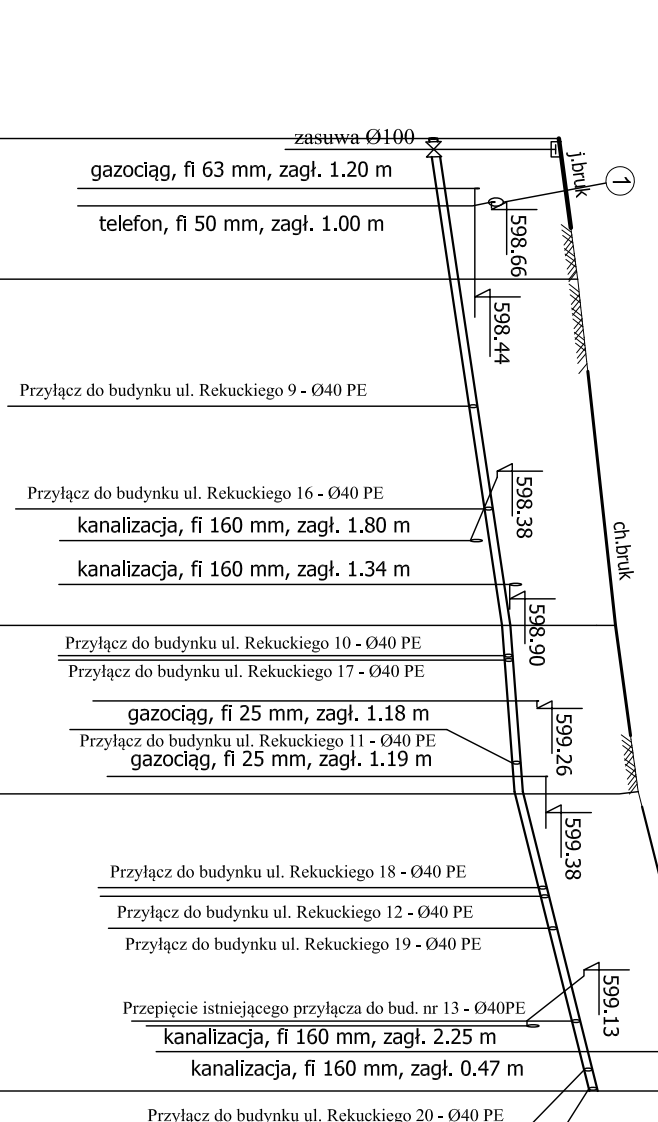 zasuwa Ø100
j.bruk
1
gazociąg, fi 63 mm, zagł. 1.20 m
telefon, fi 50 mm, zagł. 1.00 m
598.66
598.44
Przyłącz do budynku ul. Rekuckiego 9 - Ø40 PE
Przyłącz do budynku ul. Rekuckiego 16 - Ø40 PE
598.38
kanalizacja, fi 160 mm, zagł. 1.80 m
ch.bruk
kanalizacja, fi 160 mm, zagł. 1.34 m
598.90
Przyłącz do budynku ul. Rekuckiego 10 - Ø40 PE
Przyłącz do budynku ul. Rekuckiego 17 - Ø40 PE
gazociąg, fi 25 mm, zagł. 1.18 m
599.26
Przyłącz do budynku ul. Rekuckiego 11 - Ø40 PE
gazociąg, fi 25 mm, zagł. 1.19 m
599.38
Przyłącz do budynku ul. Rekuckiego 18 - Ø40 PE
Przyłącz do budynku ul. Rekuckiego 12 - Ø40 PE
Przyłącz do budynku ul. Rekuckiego 19 - Ø40 PE
599.13
Przepięcie istniejącego przyłącza do bud. nr 13 - Ø40PE
kanalizacja, fi 160 mm, zagł. 2.25 m
kanalizacja, fi 160 mm, zagł. 0.47 m
Przyłącz do budynku ul. Rekuckiego 20 - Ø40 PE